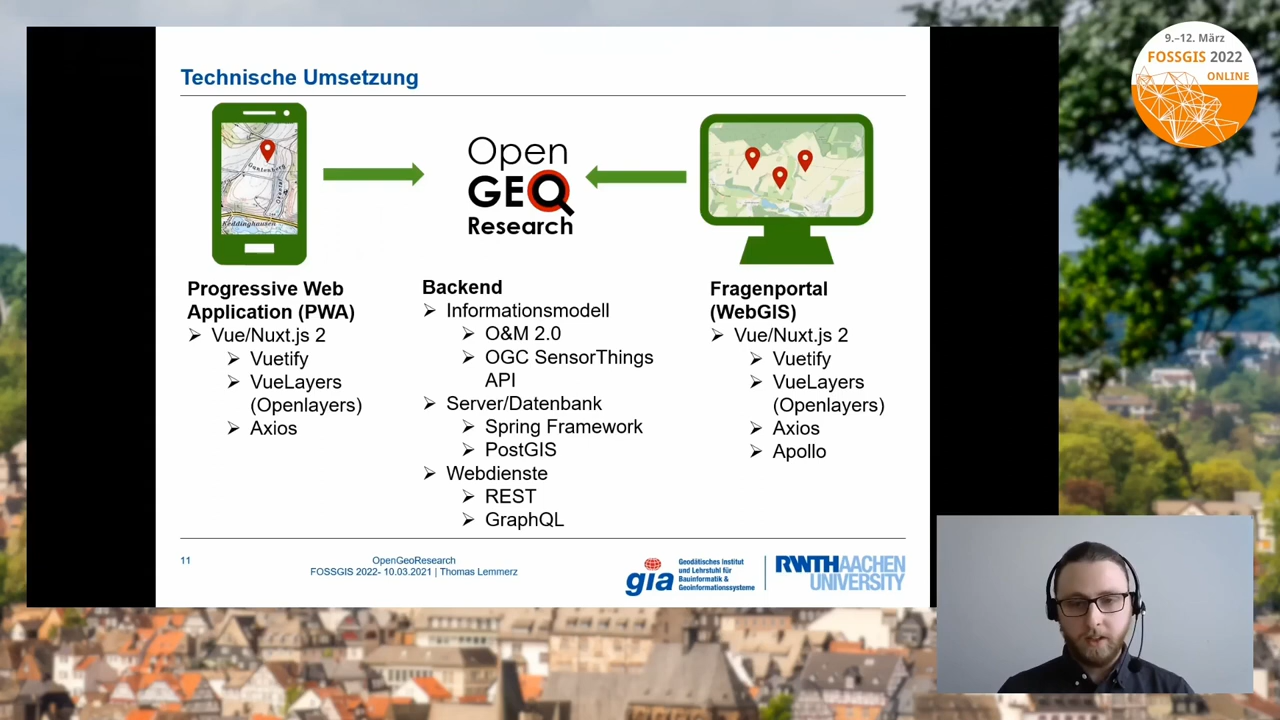 9.–12. März
FOSSGIS 2022
ONLINE
Technische Umsetzung
Open
GEO
Research
Progressive Web
Application (PWA)
➢ Vue/Nuxt.js 2
➢ Vuetify
➢ VueLayers
(Openlayers)
➢ Axios
Backend
➢ Informationsmodell
➢ O&M 2.0
➢ OGC SensorThings
API
➢ Server/Datenbank
➢ Spring Framework
➢ PostGIS
➢ Webdienste
➢ REST
➢ GraphQL
Fragenportal
(WebGIS)
➢ Vue/Nuxt.js 2
➢ Vuetify
➢ VueLayers
(Openlayers)
➢ Axios
➢ Apollo
11
OpenGeoResearch
FOSSGIS 2022- 10.03.2021 | Thomas Lemmerz
gia
Geodätisches Institut
und Lehrstuhl für
Bauinformatik &
Geoinformationssysteme
RWTHAACHEN
UNIVERSITY